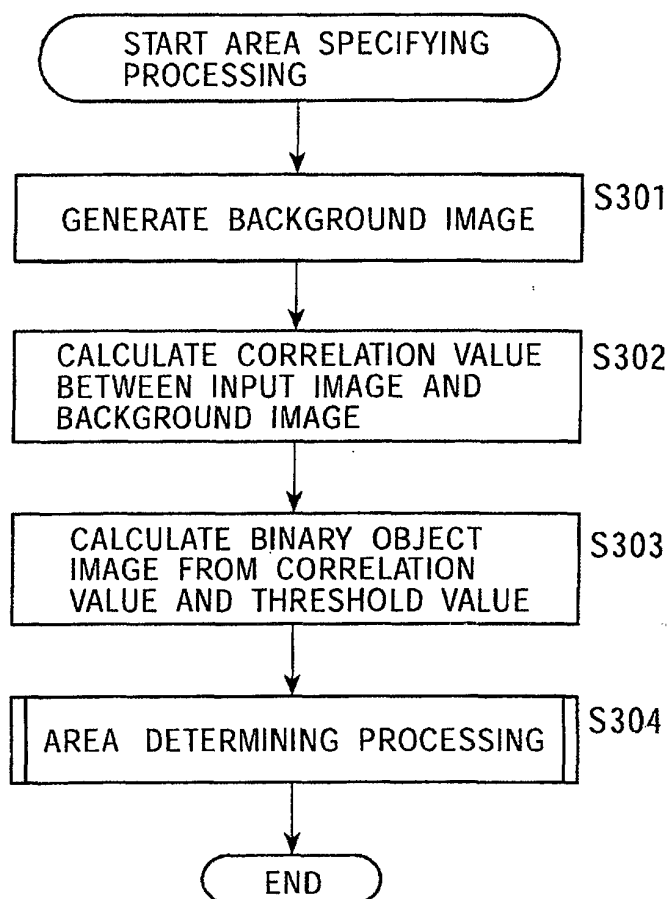 START AREA SPECIFYING
PROCESSING
GENERATE BACKGROUND IMAGE
S301
CALCULATE CORRELATION VALUE
BETWEEN INPUT IMAGE AND
BACKGROUND IMAGE
S302
CALCULATE BINARY OBJECT
IMAGE FROM CORRELATION
VALUE AND THRESHOLD VALUE
S303
AREA DETERMINING PROCESSING
S304
END